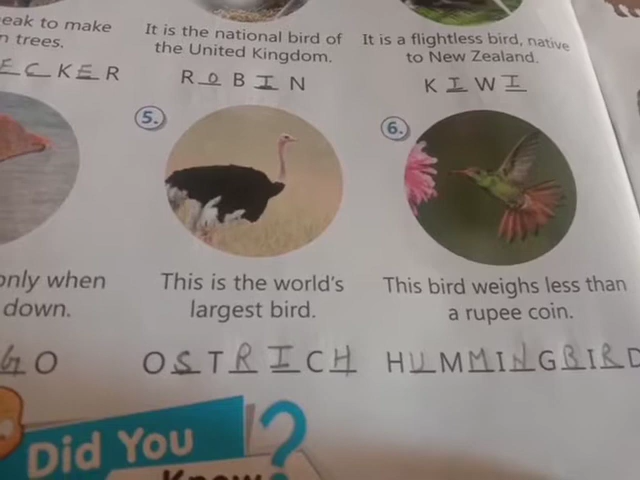 eak to make
n trees.
ECKER
It is the national bird of
the United Kingdom.
ROBIN
It is a flightless bird, native
to New Zealand.
KIWI
5.
6.
only when
down.
GO
This is the world's
largest bird.
OSTRICH
This bird weighs less than
a rupee coin.
HUMMINGBIRD
Did You
Know?